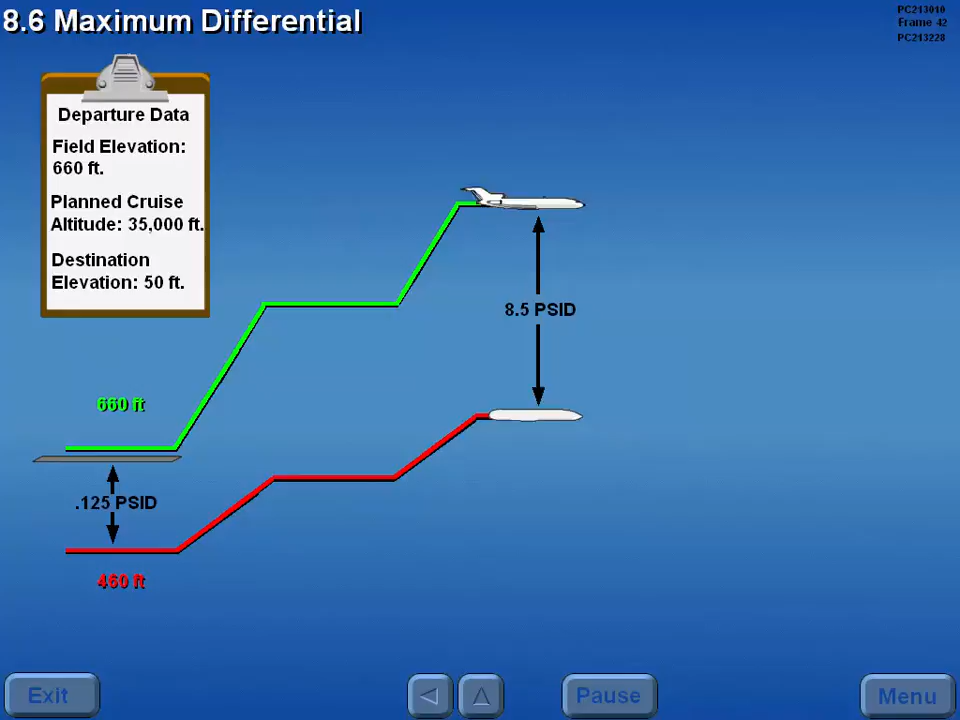 8.6 Maximum Differential
PC213010
Frame 42
PC213228
Departure Data
Field Elevation:
660 ft.
Planned Cruise
Altitude: 35,000 ft.
Destination
Elevation: 50 ft.
8.5 PSID
660 ft
.125 PSID
460 ft
Exit
Pause
Menu